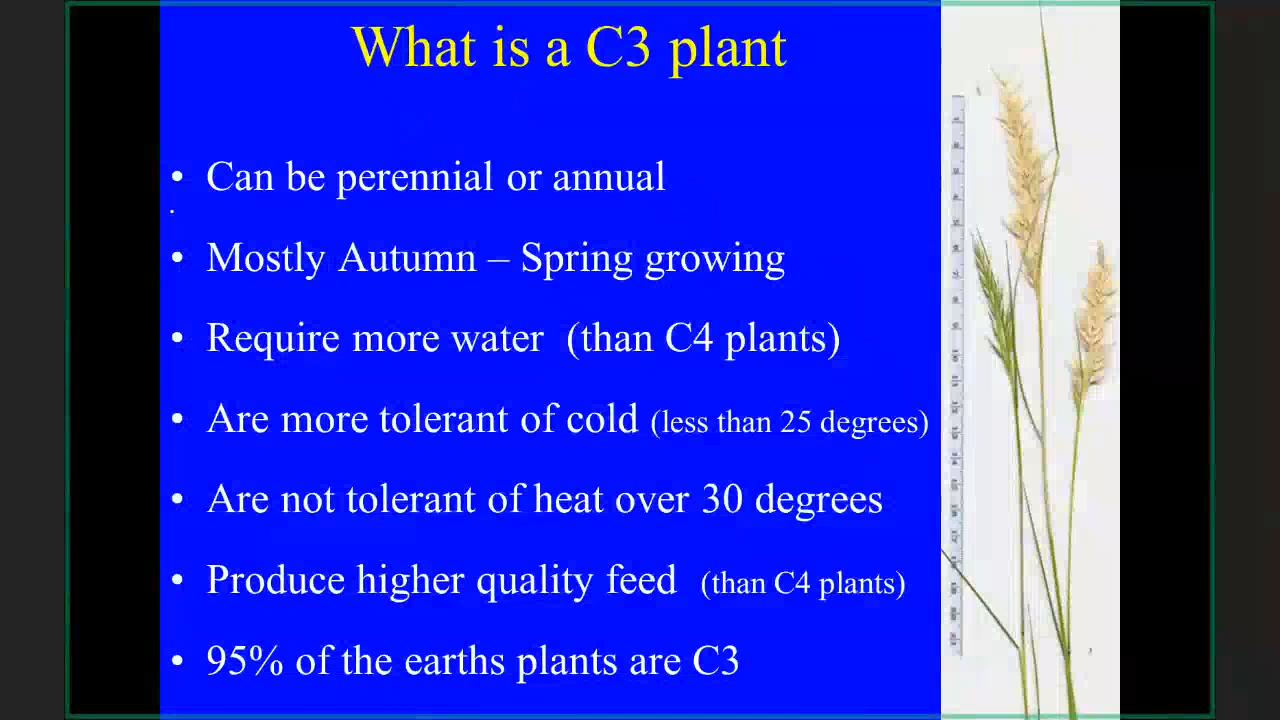 What is a C3 plant
• Can be perennial or annual
• Mostly Autumn – Spring growing
• Require more water (than C4 plants)
• Are more tolerant of cold (less than 25 degrees)
• Are not tolerant of heat over 30 degrees
• Produce higher quality feed (than C4 plants)
• 95% of the earths plants are C3